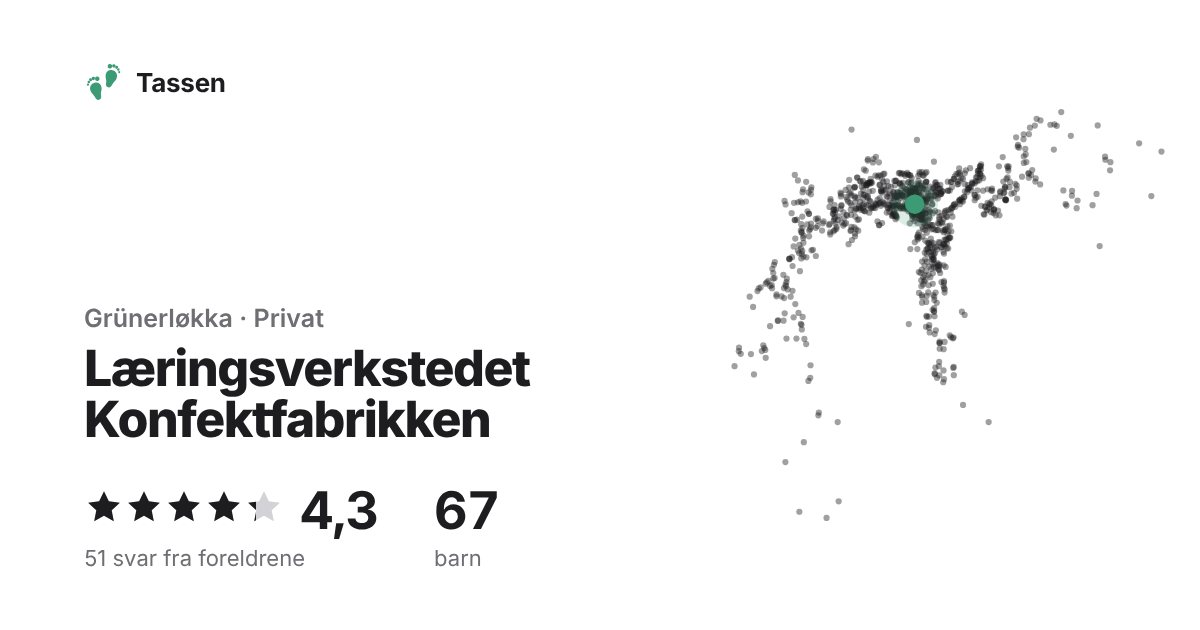 Tassen
Grünerløkka · Privat
Læringsverkstedet
Konfektfabrikken
4,3
67
51 svar fra foreldrene
barn